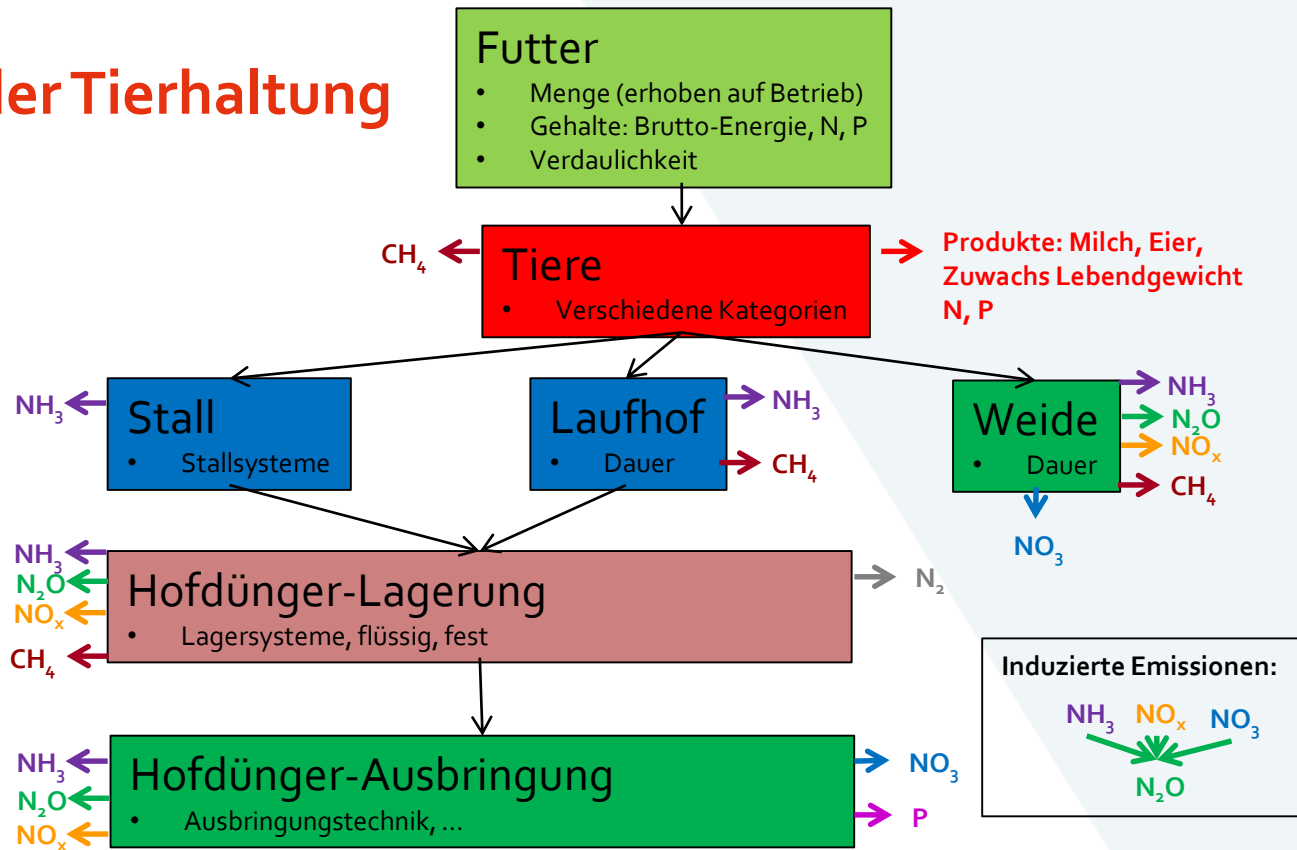 der Tierhaltung
Futter
• Menge (erhoben auf Betrieb)
• Gehalte: Brutto-Energie, N, P
• Verdaulichkeit
CH₄
Tiere
• Verschiedene Kategorien
Produkte: Milch, Eier,
Zuwachs Lebendgewicht
N, P
NH₃
Stall
• Stallsysteme
Laufhof
• Dauer
NH₃
CH₄
Weide
• Dauer
NH₃
N₂O
NOₓ
CH₄
NO₃
NH₃
N₂O
NOₓ
CH₄
Hofdünger-Lagerung
• Lagersysteme, flüssig, fest
N₂
Induzierte Emissionen:
NH₃ NOₓ NO₃
N₂O
NH₃
N₂O
NOₓ
Hofdünger-Ausbringung
• Ausbringungstechnik, ...
NO₃
P